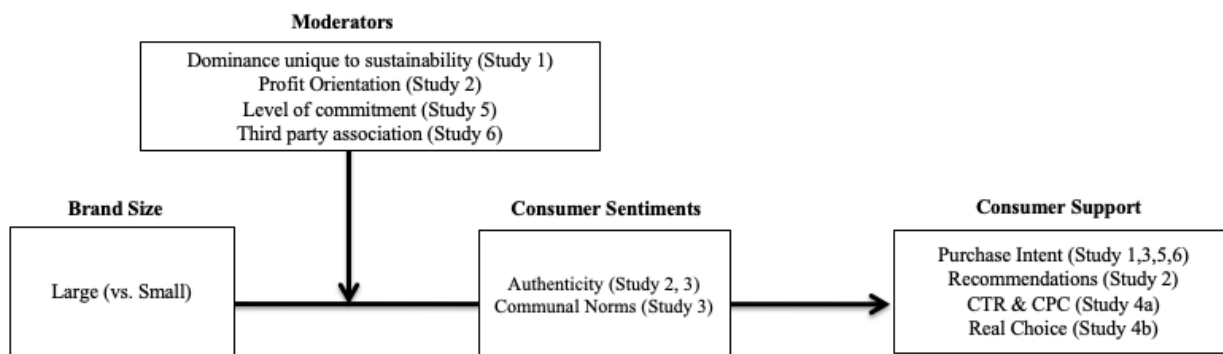 Moderators
Dominance unique to sustainability (Study 1)
Profit Orientation (Study 2)
Level of commitment (Study 5)
Third party association (Study 6)
Brand Size
Large (vs. Small)
Consumer Sentiments
Authenticity (Study 2, 3)
Communal Norms (Study 3)
Consumer Support
Purchase Intent (Study 1,3,5,6)
Recommendations (Study 2)
CTR & CPC (Study 4a)
Real Choice (Study 4b)